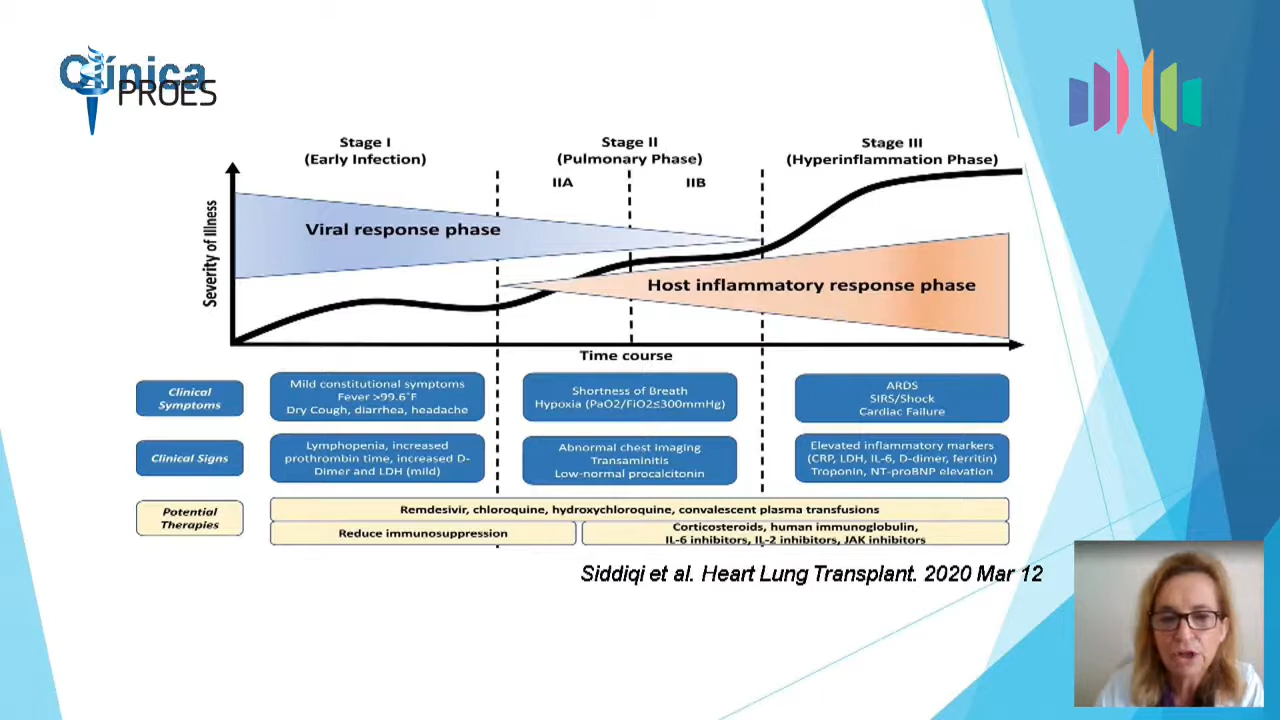 Clínica
PROES
Stage I
(Early Infection)
Stage II
(Pulmonary Phase)
Stage III
(Hyperinflammation Phase)
IIA
IIB
Severity of Illness
Viral response phase
Host inflammatory response phase
Time course
Clinical
Symptoms
Mild constitutional symptoms
Fever >99.6°F
Dry Cough, diarrhea, headache
Shortness of Breath
Hypoxia (PaO2/FiO2≤300mmHg)
ARDS
SIRS/Shock
Cardiac Failure
Clinical Signs
Lymphopenia, increased
prothrombin time, increased D-
Dimer and LDH (mild)
Abnormal chest imaging
Transaminitis
Low-normal procalcitonin
Elevated inflammatory markers
(CRP, LDH, IL-6, D-dimer, ferritin)
Troponin, NT-proBNP elevation
Potential
Therapies
Remdesivir, chloroquine, hydroxychloroquine, convalescent plasma transfusions
Reduce immunosuppression
Corticosteroids, human immunoglobulin,
IL-6 inhibitors, IL-2 inhibitors, JAK inhibitors
Siddiqi et al. Heart Lung Transplant. 2020 Mar 12